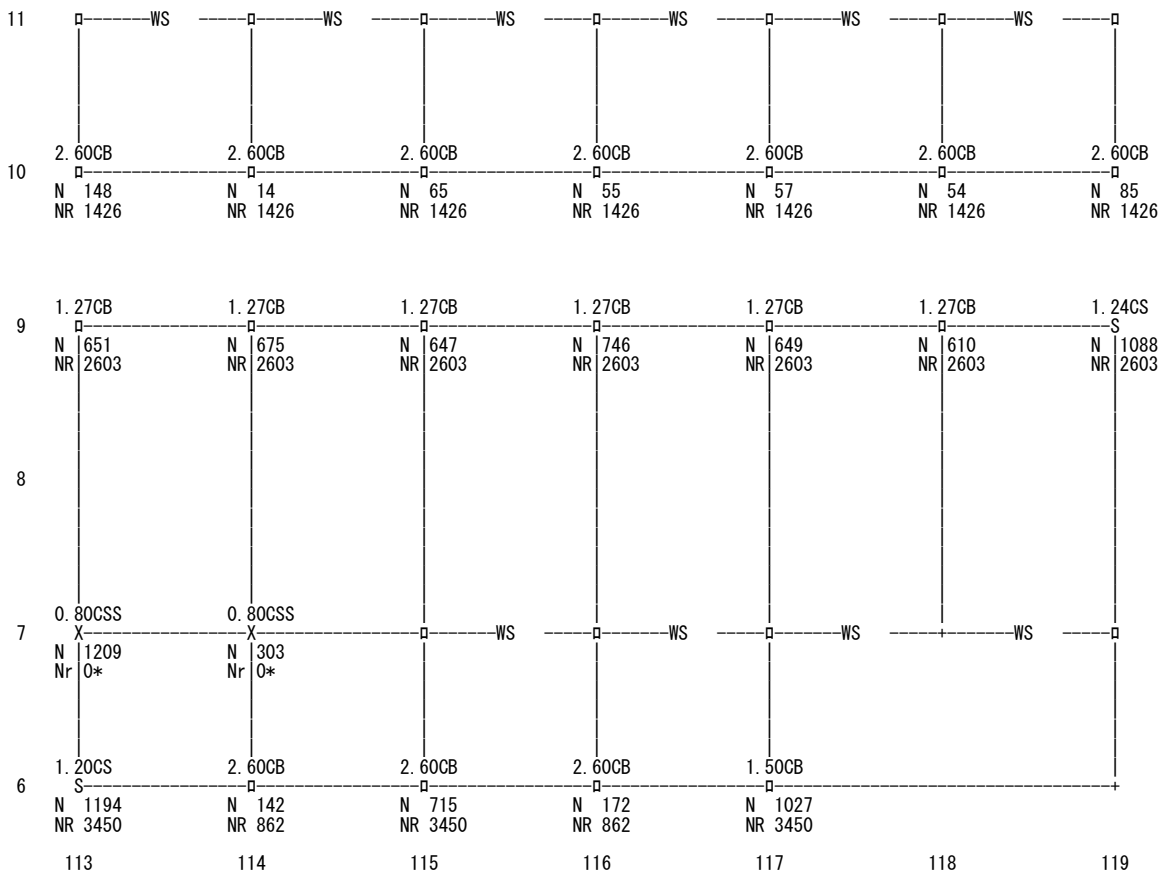 11 WS WS WS WS WS WS
2.60CB 2.60CB 2.60CB 2.60CB 2.60CB 2.60CB 2.60CB
10
N 148 N 14 N 65 N 55 N 57 N 54 N 85
NR 1426 NR 1426 NR 1426 NR 1426 NR 1426 NR 1426 NR 1426
1.27CB 1.27CB 1.27CB 1.27CB 1.27CB 1.27CB 1.24CS
9 S
N 651 N 675 N 647 N 746 N 649 N 610 N 1088
NR 2603 NR 2603 NR 2603 NR 2603 NR 2603 NR 2603 NR 2603
8
0.80CSS 0.80CSS
7 X X WS WS WS WS
N 1209 N 303
Nr 0* Nr 0*
1.20CS 2.60CB 2.60CB 2.60CB 1.50CB
6 S
N 1194 N 142 N 715 N 172 N 1027
NR 3450 NR 862 NR 3450 NR 862 NR 3450
113 114 115 116 117 118 119